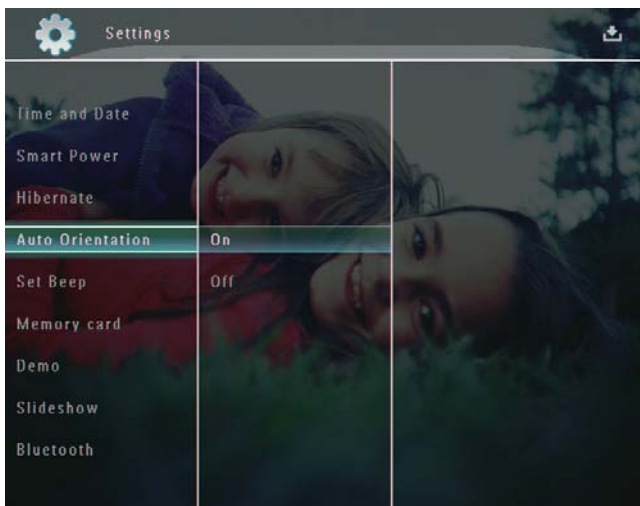 Settings
Time and Date
Smart Power
Hibernate
Auto Orientation
On
Set Beep
Off
Memory card
Demo
Slideshow
Bluetooth